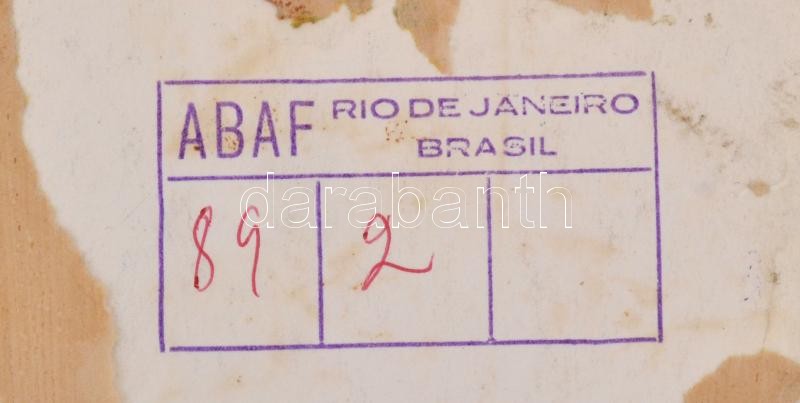 ABAF RIO DE JANEIRO
BRASIL
darabanth
89 2